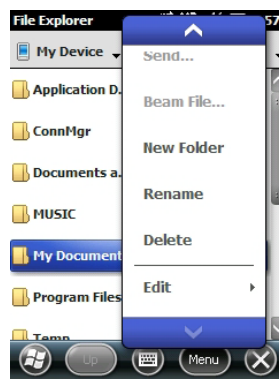 File Explorer
57
My Device
Send...
Application D.
Beam File...
ConnMgr
New Folder
Documents a.
Rename
MUSIC
Delete
My Document
Edit
Program Files
Temp
Up
Menu